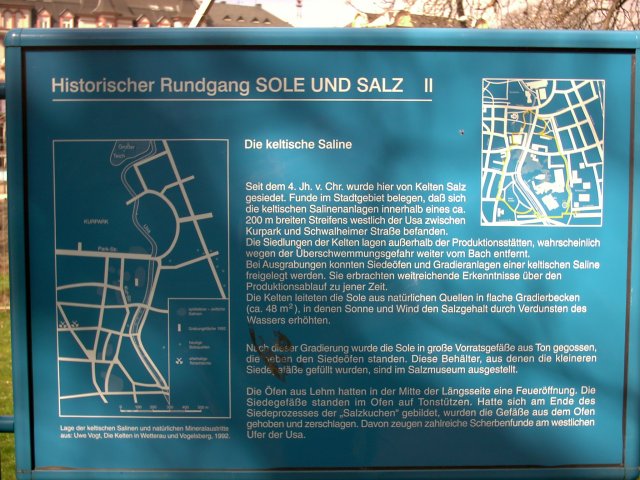 Historischer Rundgang SOLE UND SALZ II
Die keltische Saline
Seit dem 4. Jh. v. Chr. wurde hier von Kelten Salz
gesiedet. Funde im Stadtgebiet belegen, daß sich
die keltischen Salinenanlagen innerhalb eines ca.
200 m breiten Streifens westlich der Usa zwischen
Kurpark und Schwalheimer Straße befanden.
Die Siedlungen der Kelten lagen außerhalb der Produktionsstätten, wahrscheinlich
wegen der Überschwemmungsgefahr weiter vom Bach entfernt.
Bei Ausgrabungen konnten Siedeöfen und Gradieranlagen einer keltischen Saline
freigelegt werden. Sie erbrachten weitreichende Erkenntnisse über den
Produktionsablauf zu jener Zeit.
Die Kelten leiteten die Sole aus natürlichen Quellen in flache Gradierbecken
(ca. 48 m²), in denen Sonne und Wind den Salzgehalt durch Verdunsten des
Wassers erhöhten.
Nach dieser Gradierung wurde die Sole in große Vorratsgefäße aus Ton gegossen,
die neben den Siedeöfen standen. Diese Behälter, aus denen die kleineren
Siedegefäße gefüllt wurden, sind im Salzmuseum ausgestellt.
Die Öfen aus Lehm hatten in der Mitte der Längsseite eine Feueröffnung. Die
Siedegefäße standen im Ofen auf Tonstützen. Hatte sich am Ende des
Siedeprozesses der „Salzkuchen" gebildet, wurden die Gefäße aus dem Ofen
gehoben und zerschlagen. Davon zeugen zahlreiche Scherbenfunde am westlichen
Ufer der Usa.
Großer
Teich
KURPARK
Usa
Park-Str.
Lage der keltischen Salinen und natürlichen Mineralaustritte
aus: Uwe Vogt, Die Kelten in Wetterau und Vogelsberg, 1992.